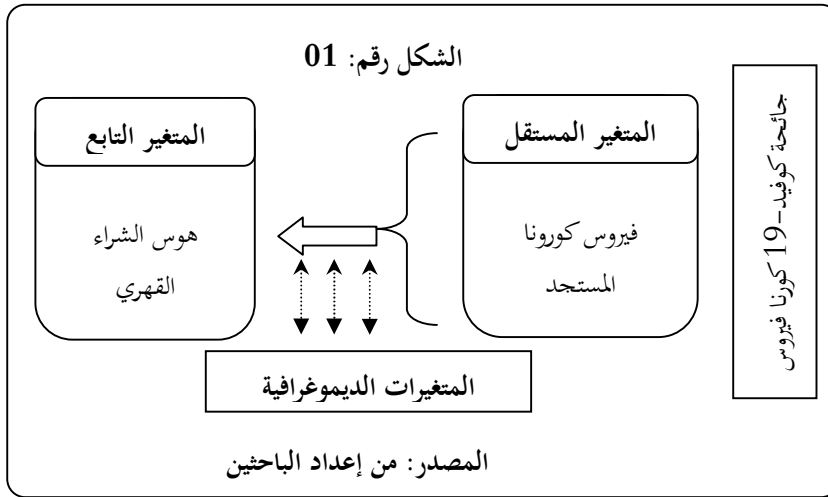 الشكل رقم: 01
جائحة كوفيد-19 كورنا فيروس
المتغير المستقل
المتغير التابع
فيروس كورونا
المستجد
هوس الشراء
القهري
المتغيرات الديموغرافية
المصدر: من إعداد الباحثين